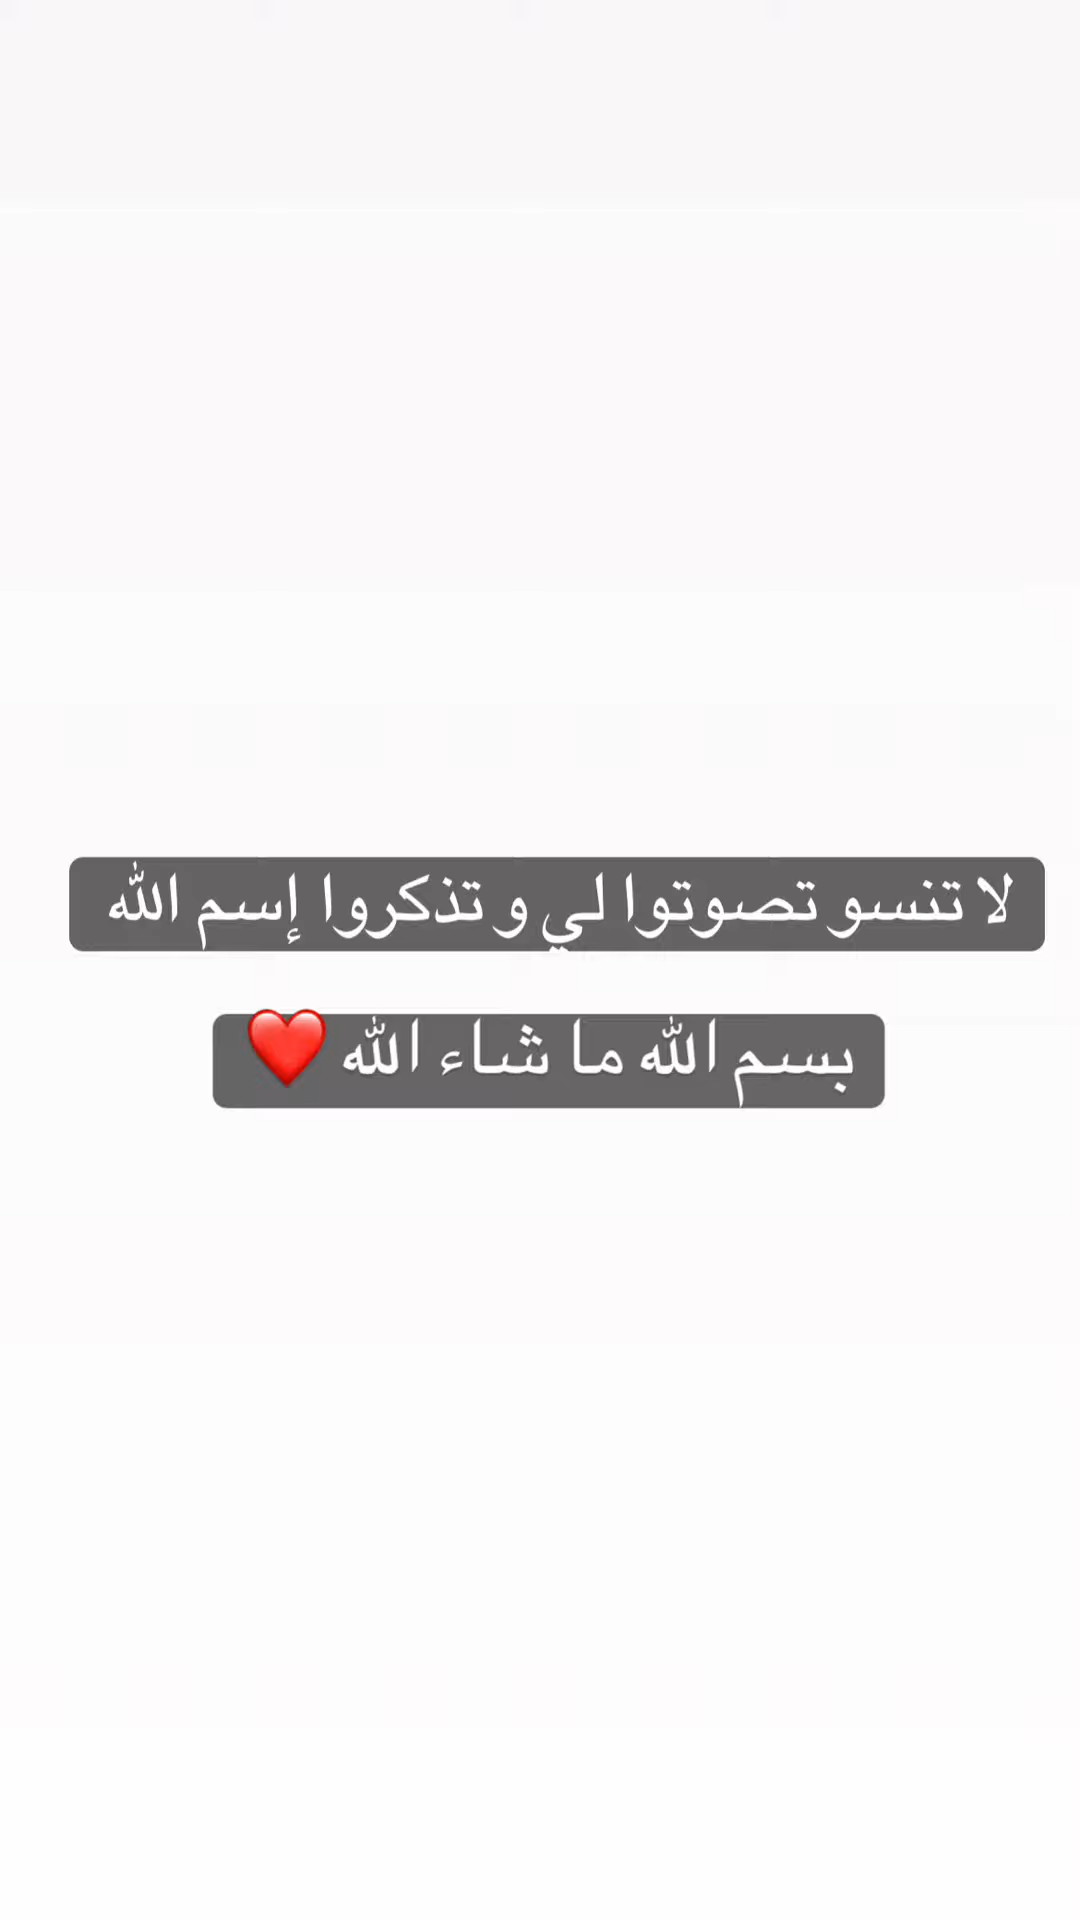 لا تنسو تصوتوا لي و تذكروا إسم الله
بسم الله ما شاء الله ❤️